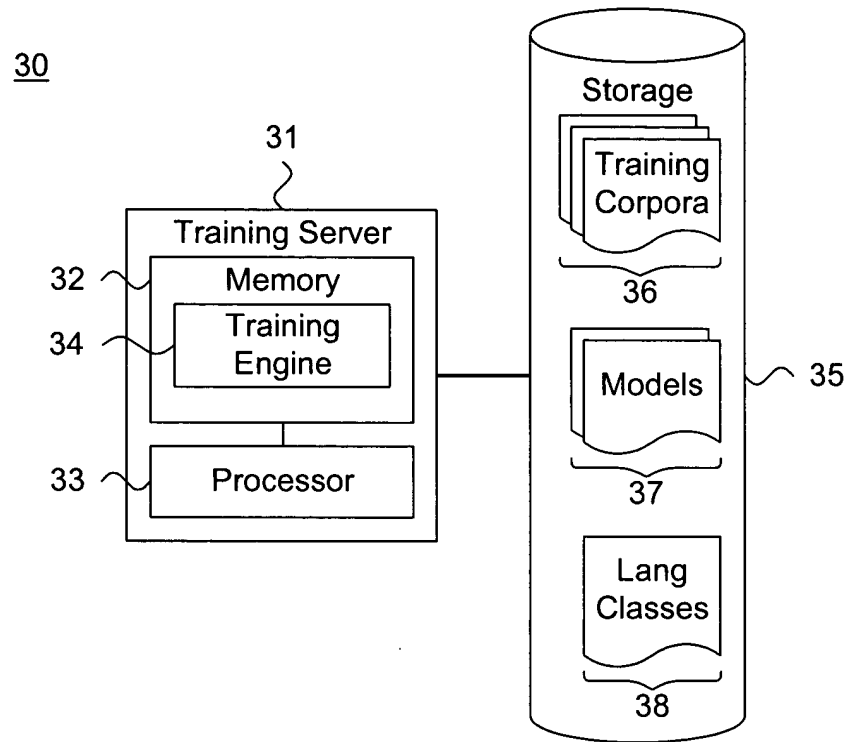 30
31
Training Server
32
Memory
34
Training
Engine
33
Processor
Storage
Training
Corpora
36
Models
37
35
Lang
Classes
38